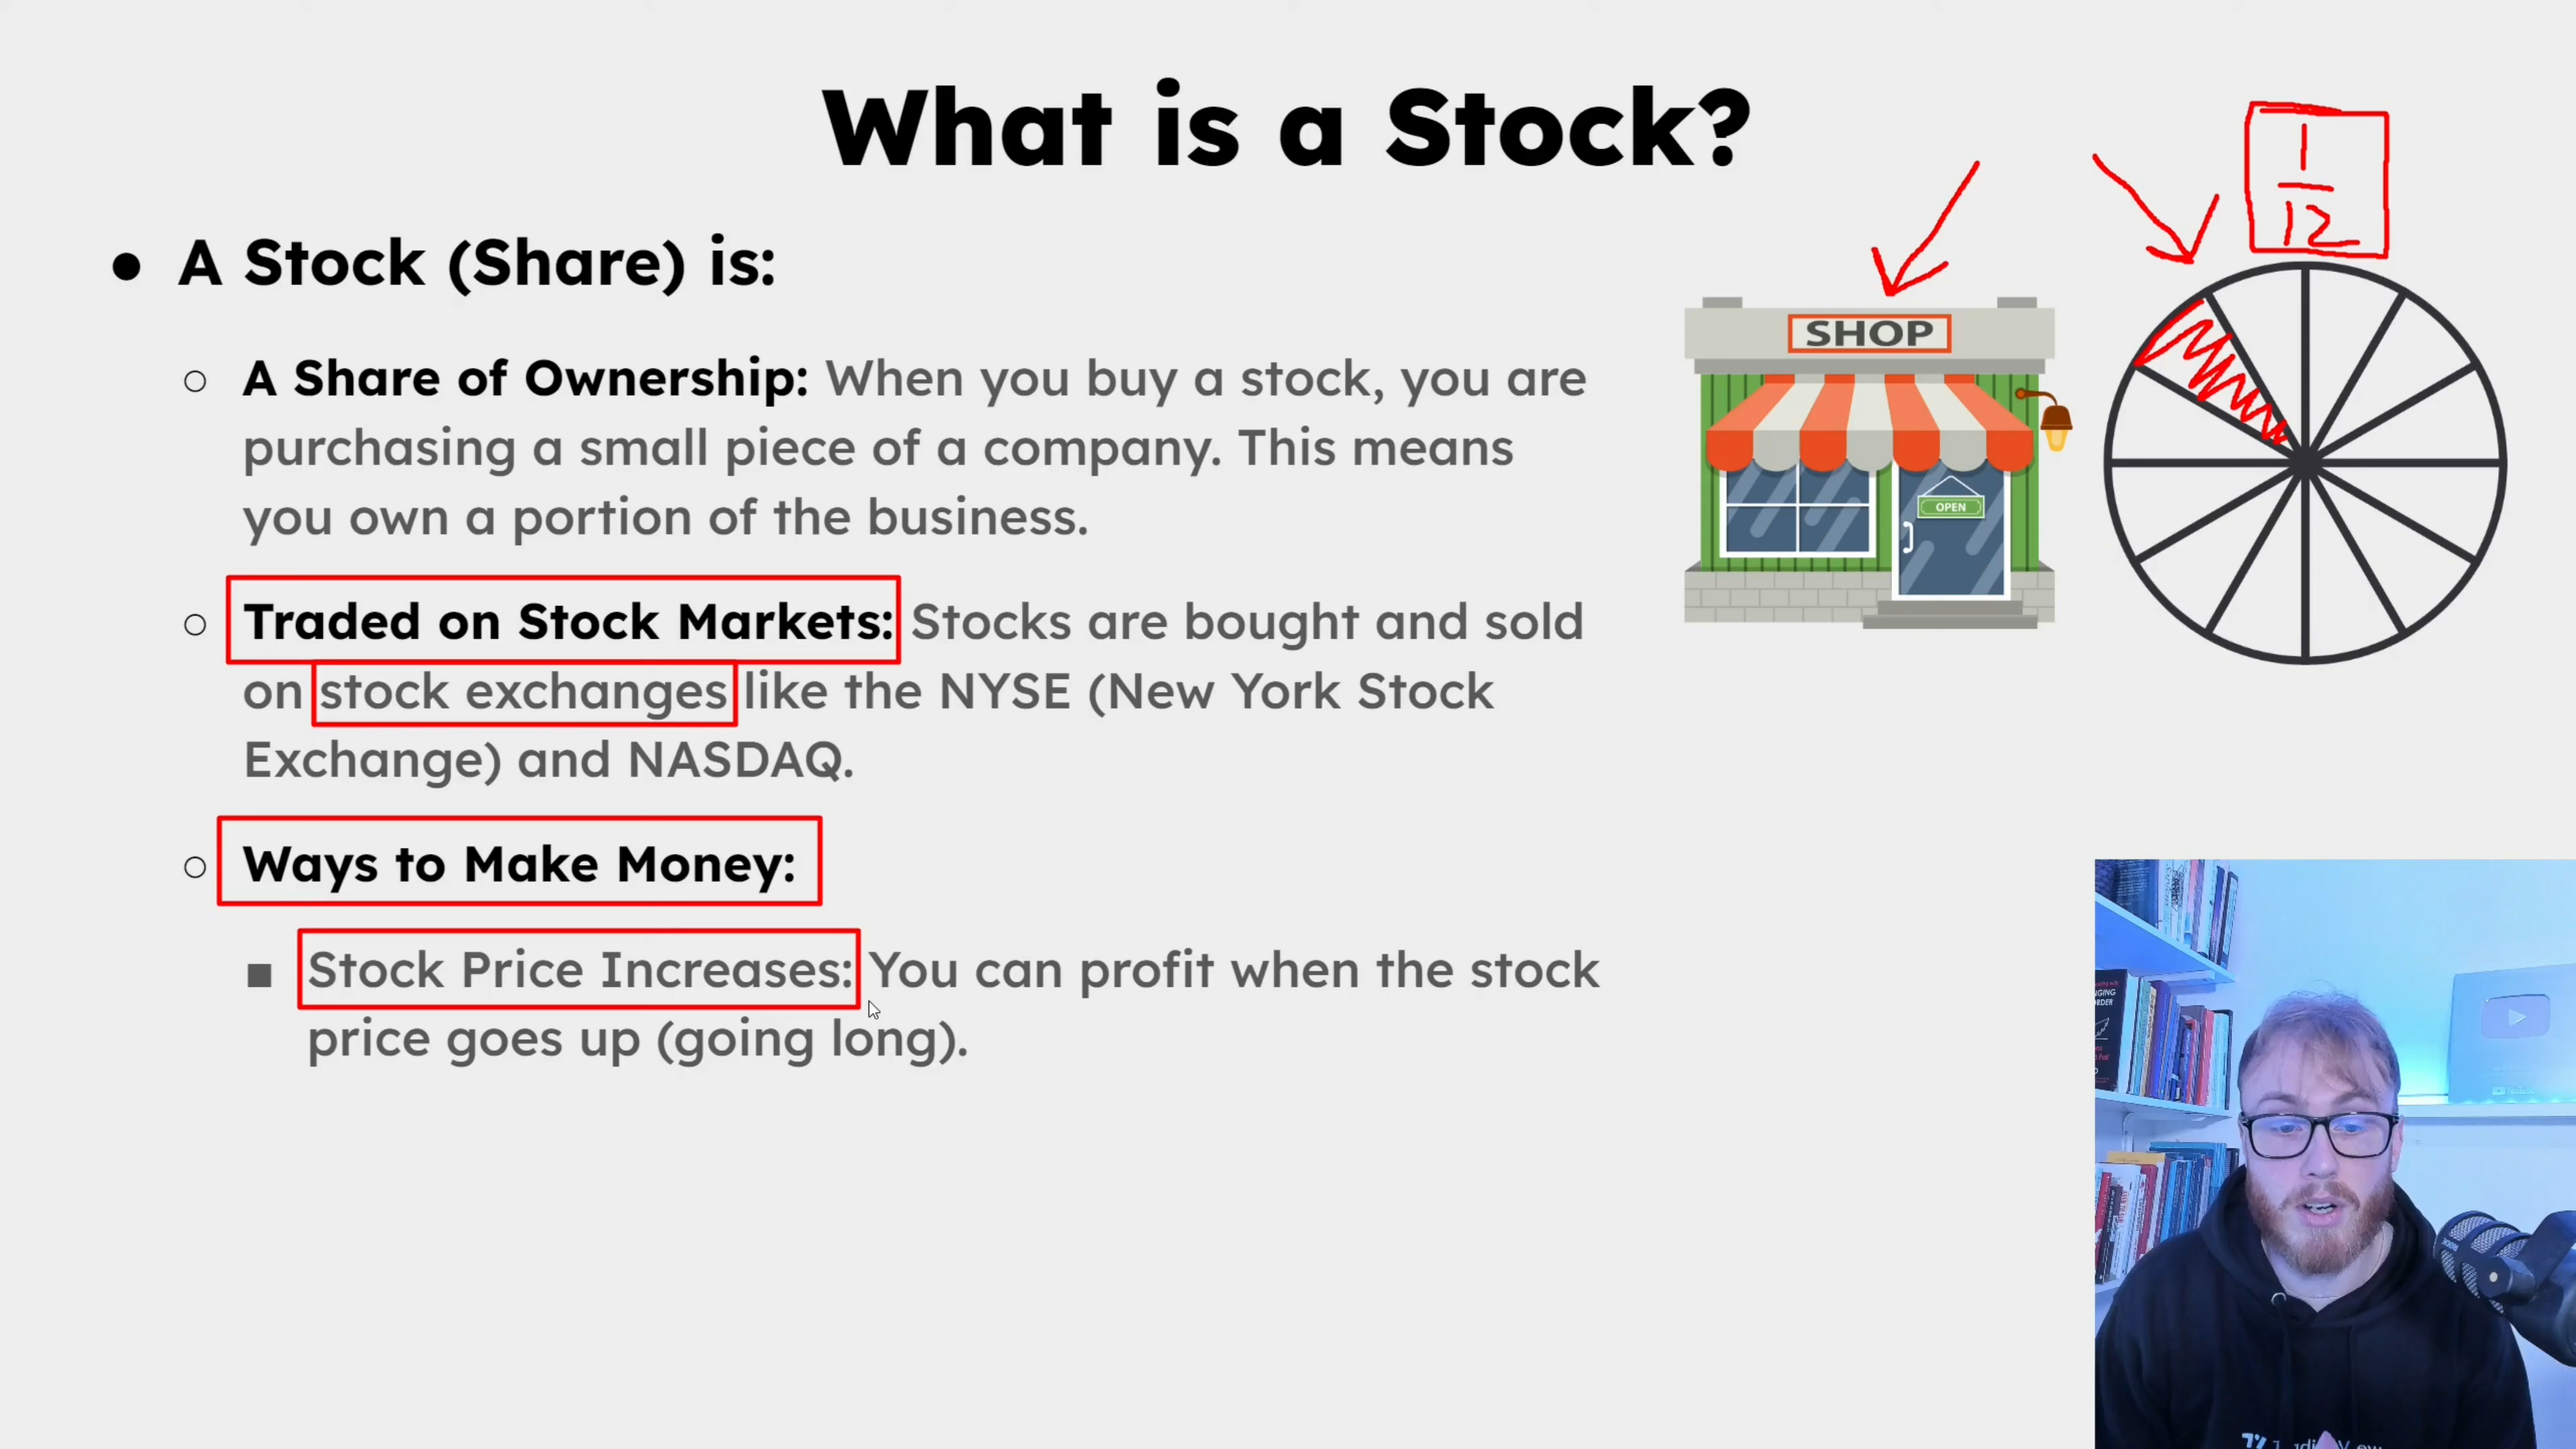 What is a Stock?
1
12
● A Stock (Share) is:
○ A Share of Ownership: When you buy a stock, you are
purchasing a small piece of a company. This means
you own a portion of the business.
SHOP
OPEN
○ Traded on Stock Markets: Stocks are bought and sold
on stock exchanges like the NYSE (New York Stock
Exchange) and NASDAQ.
○ Ways to Make Money:
■ Stock Price Increases: You can profit when the stock
price goes up (going long).